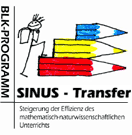 BLK-PROGRAMM
SINUS - Transfer
Steigerung der Effizienz des
mathematisch-naturwissenschaftlichen
Unterrichts